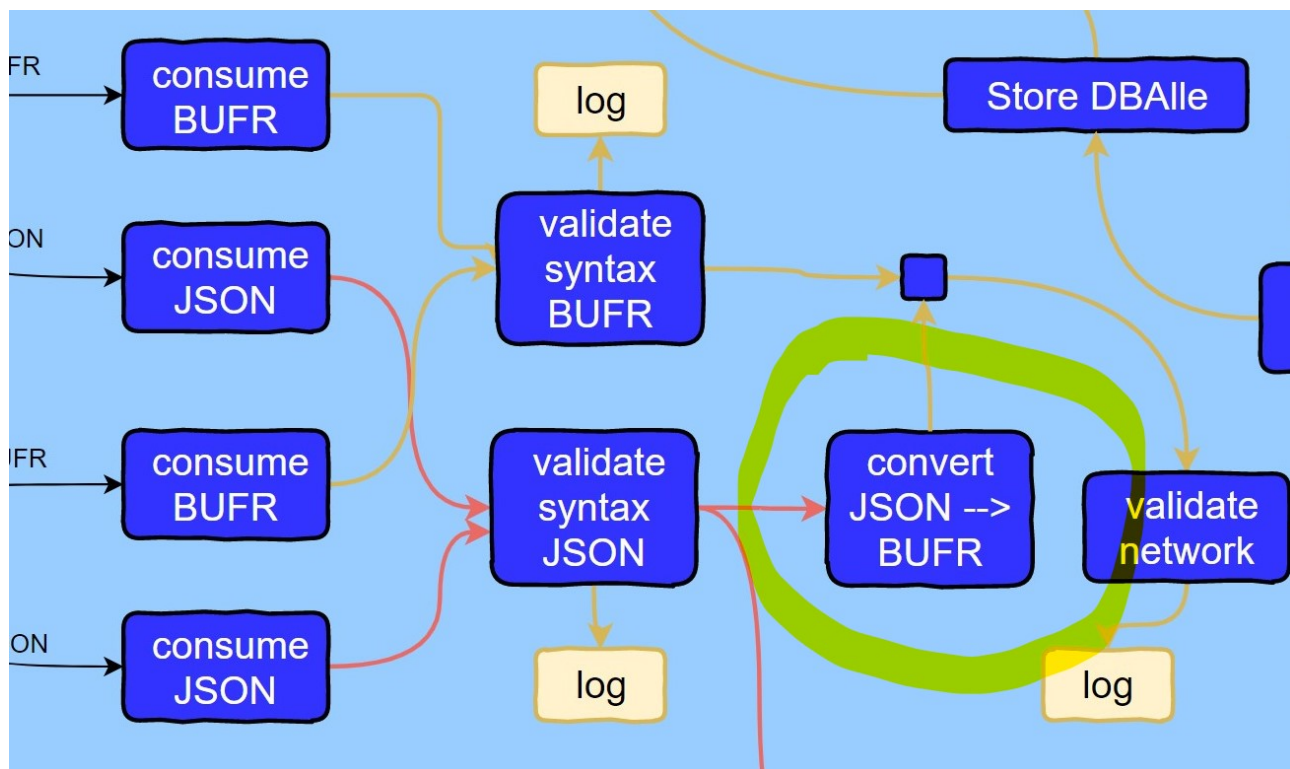 FR
consume
BUFR
log
Store DBAlle
ON
consume
JSON
validate
syntax
BUFR
UFR
consume
BUFR
validate
syntax
JSON
convert
JSON -->
BUFR
validate
network
ON
consume
JSON
log
log